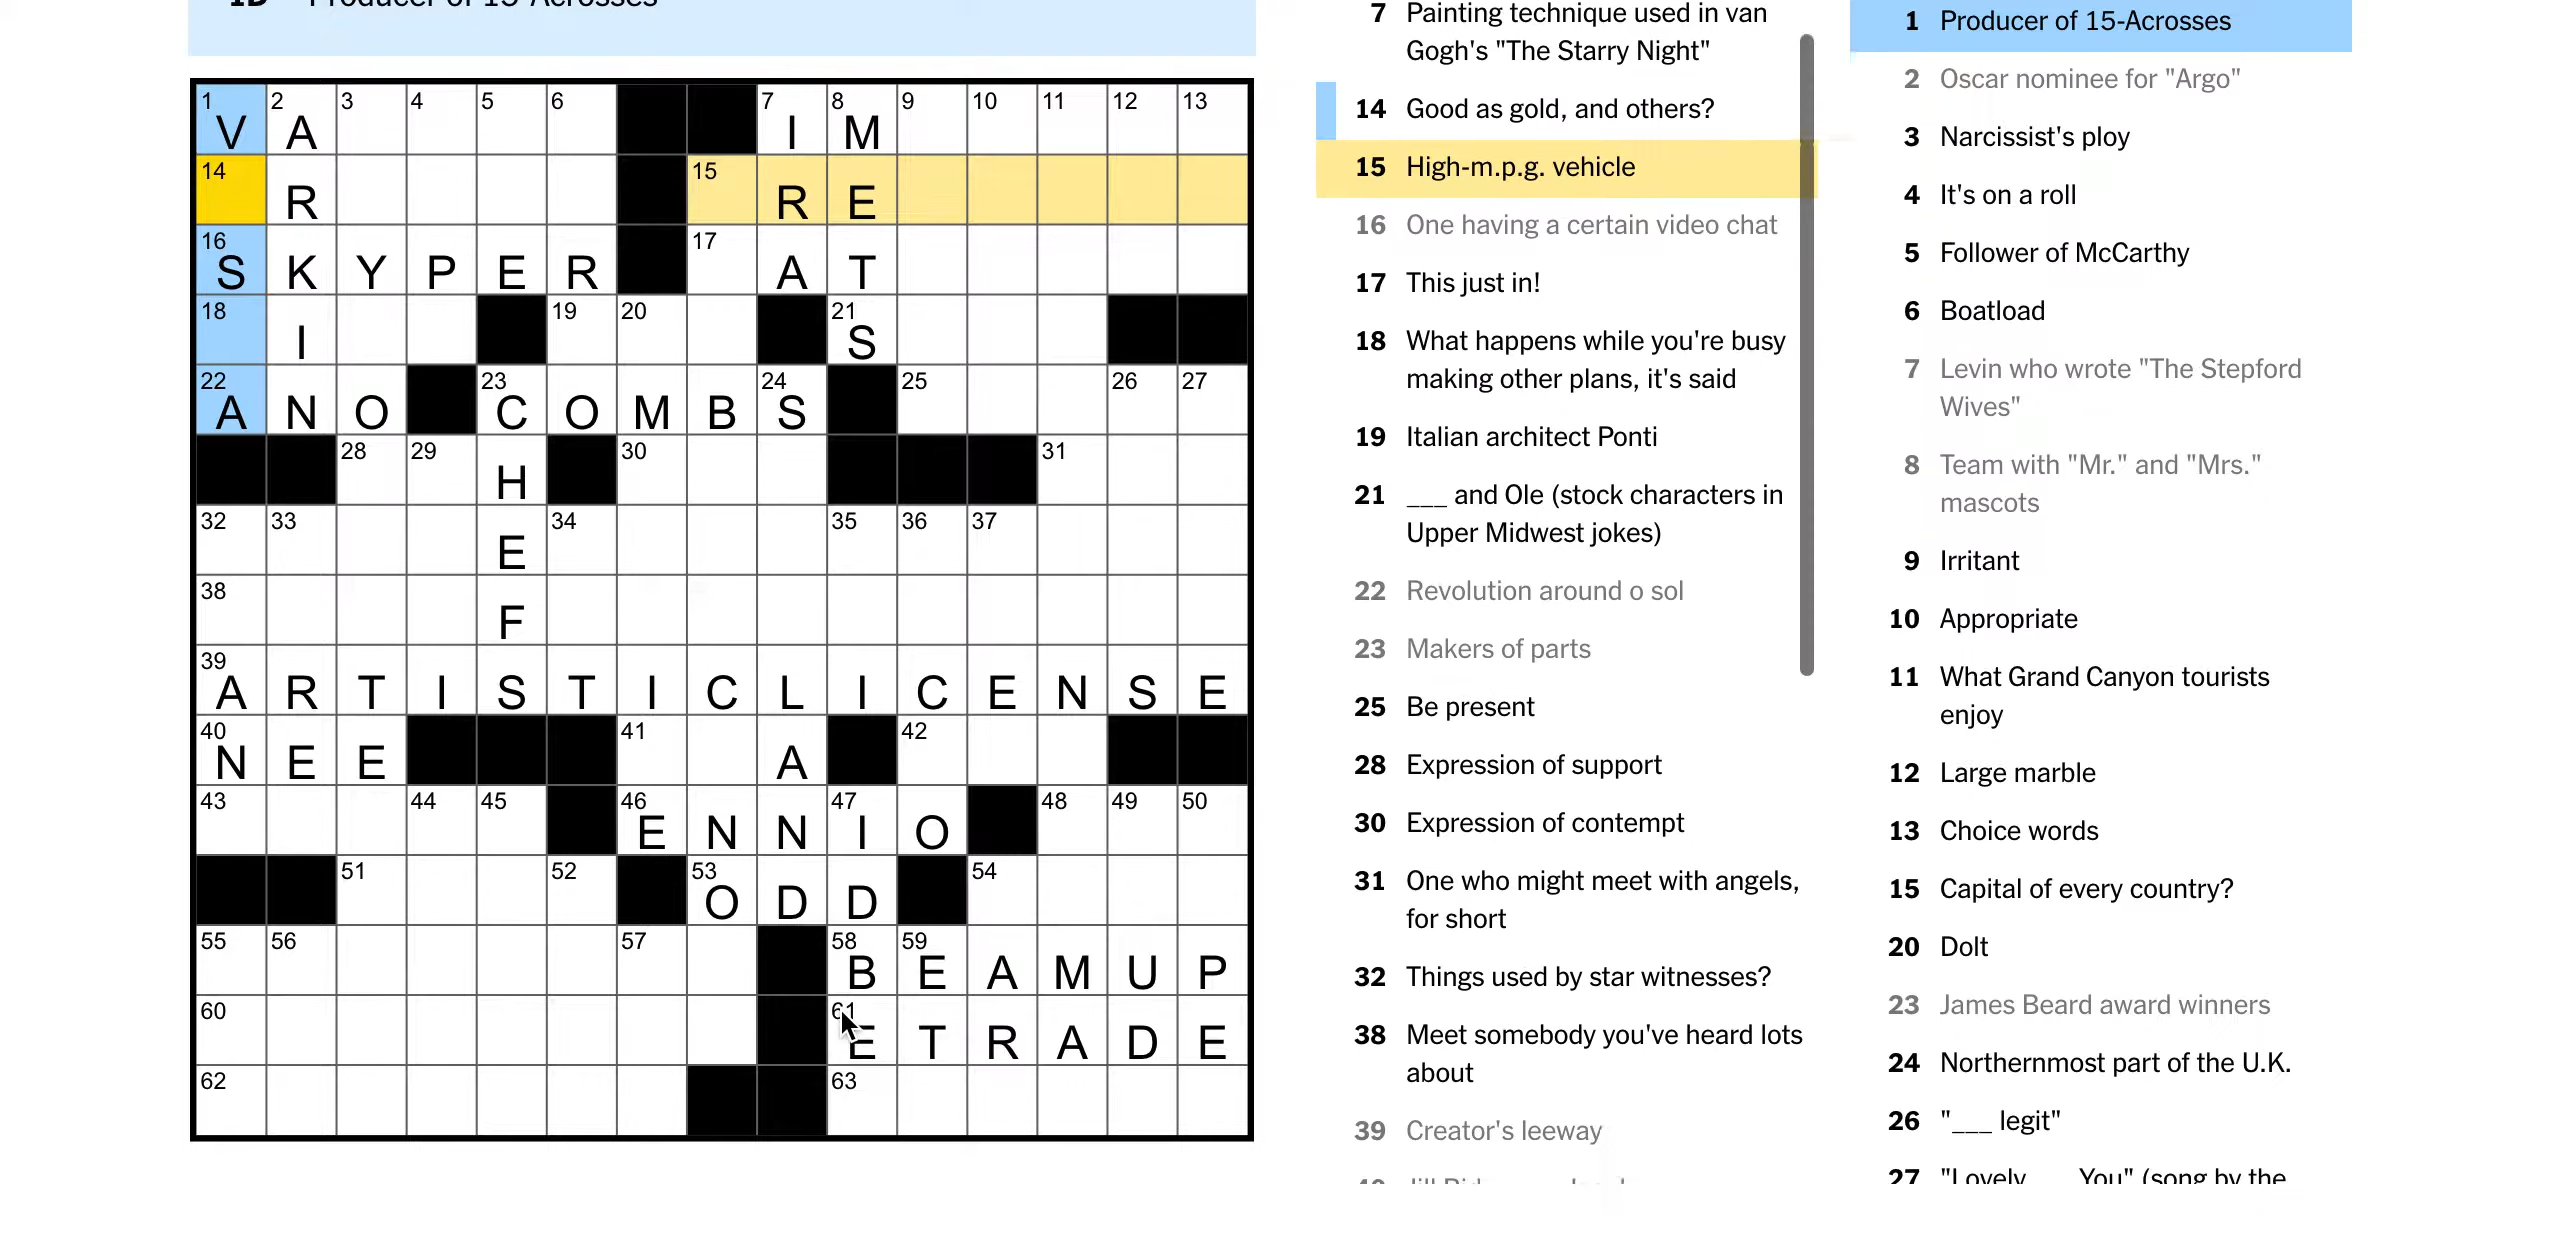 1D Producer of 15-Acrosses
1 2 3 4 5 6 7 8 9 10 11 12 13
V A I M
14 15
R R E
16 17
S K Y P E R A T
18 19 20 21
I S
22 23 24 25 26 27
A N O C O M B S
28 29 30 31
H
32 33 34 35 36 37
E
38
F
39
A R T I S T I C L I C E N S E
40 41 42
N E E A
43 44 45 46 47 48 49 50
E N N I O
51 52 53 54
O D D
55 56 57 58 59
B E A M U P
60 61
E T R A D E
62 63
7 Painting technique used in van
Gogh's "The Starry Night"
14 Good as gold, and others?
15 High-m.p.g. vehicle
16 One having a certain video chat
17 This just in!
18 What happens while you're busy
making other plans, it's said
19 Italian architect Ponti
21 ___ and Ole (stock characters in
Upper Midwest jokes)
22 Revolution around o sol
23 Makers of parts
25 Be present
28 Expression of support
30 Expression of contempt
31 One who might meet with angels,
for short
32 Things used by star witnesses?
38 Meet somebody you've heard lots
about
39 Creator's leeway
1 Producer of 15-Acrosses
2 Oscar nominee for "Argo"
3 Narcissist's ploy
4 It's on a roll
5 Follower of McCarthy
6 Boatload
7 Levin who wrote "The Stepford
Wives"
8 Team with "Mr." and "Mrs."
mascots
9 Irritant
10 Appropriate
11 What Grand Canyon tourists
enjoy
12 Large marble
13 Choice words
15 Capital of every country?
20 Dolt
23 James Beard award winners
24 Northernmost part of the U.K.
26 "___ legit"
27 "Lovely ___ You" (song by the